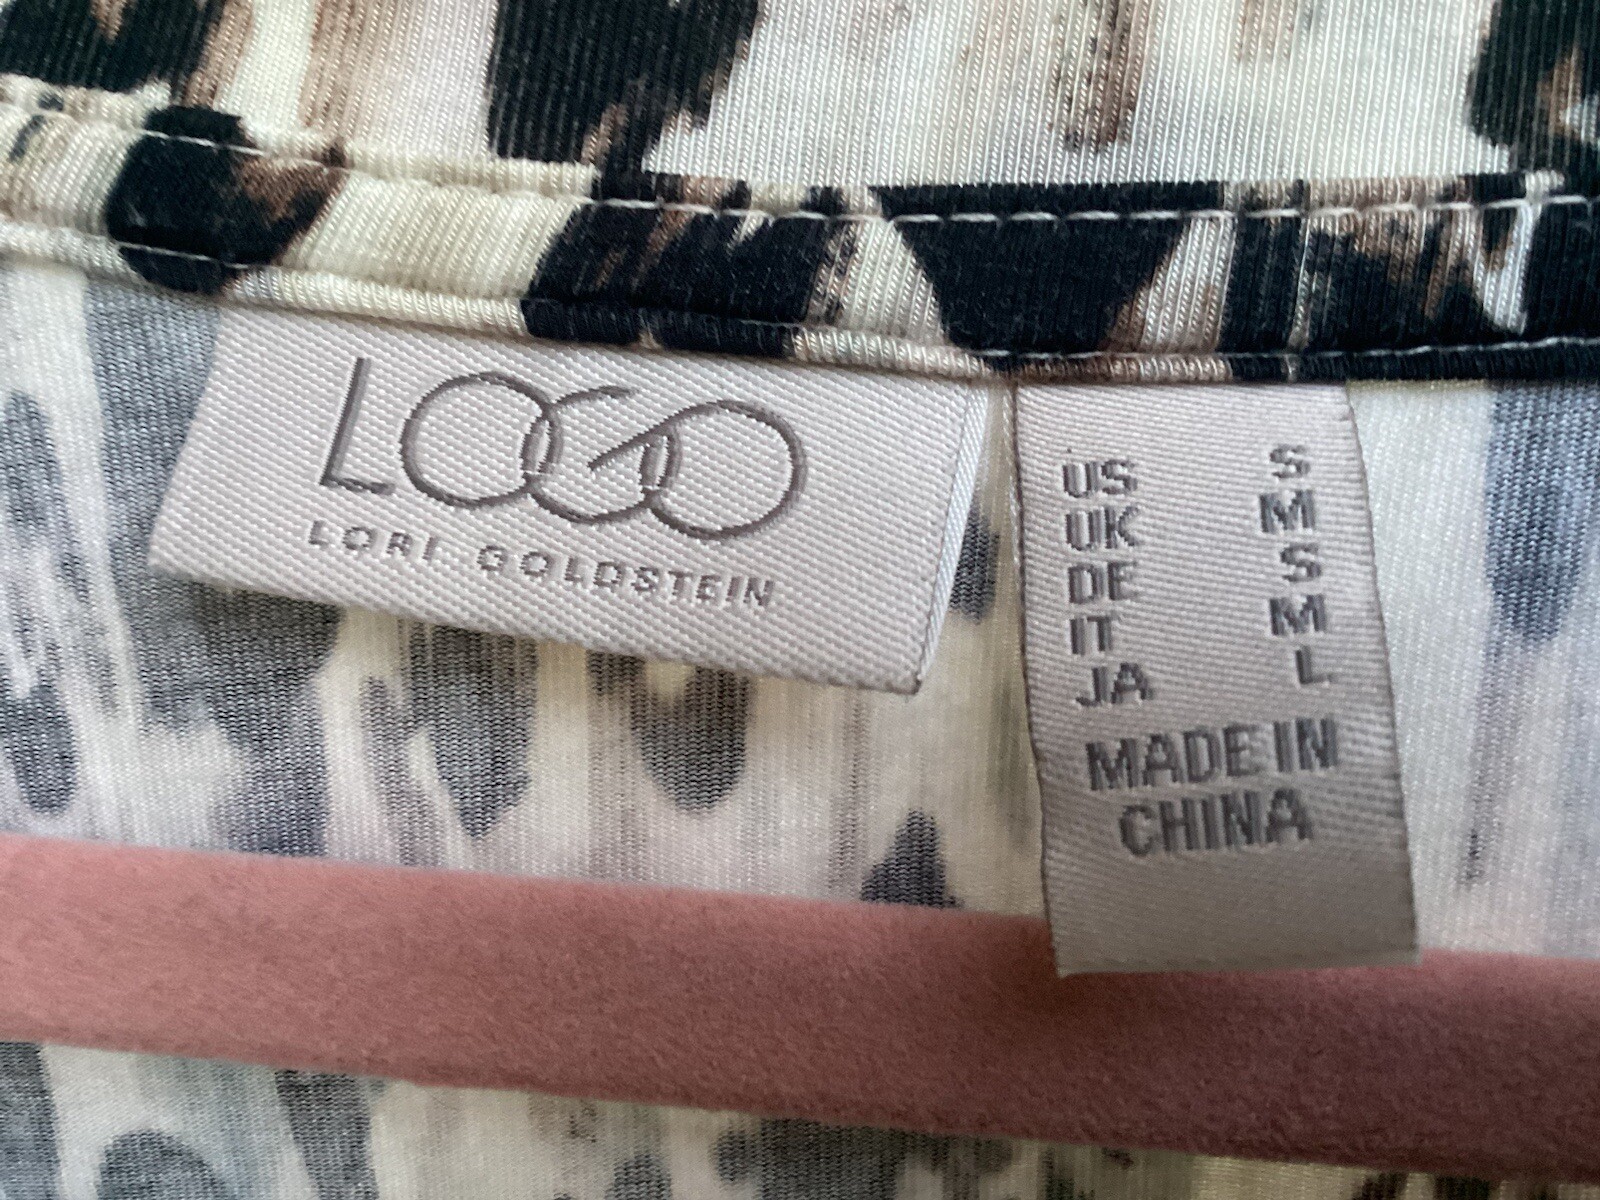 LOGO
LORI GOLDSTEIN
US S
UK M
DE S
IT M
JA L
MADE IN
CHINA